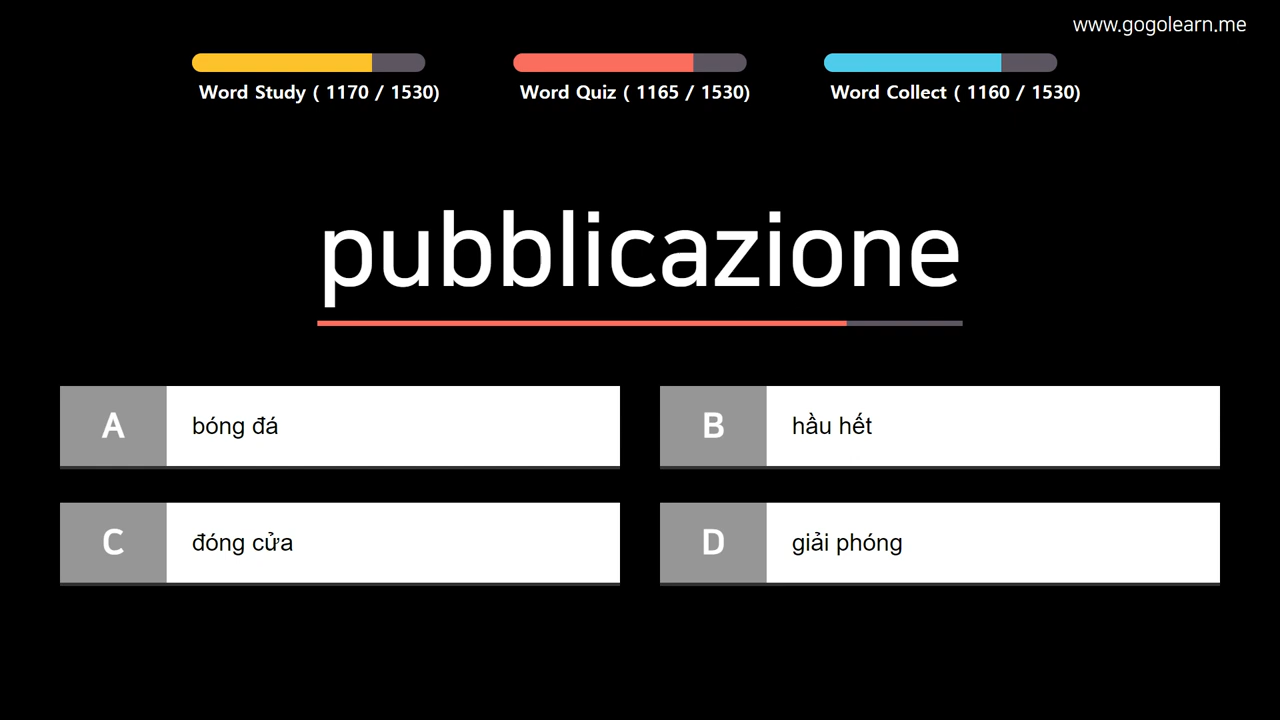 www.gogolearn.me
Word Study ( 1170 / 1530)
Word Quiz ( 1165 / 1530)
Word Collect ( 1160 / 1530)
pubblicazione
A bóng đá
B hầu hết
C đóng cửa
D giải phóng